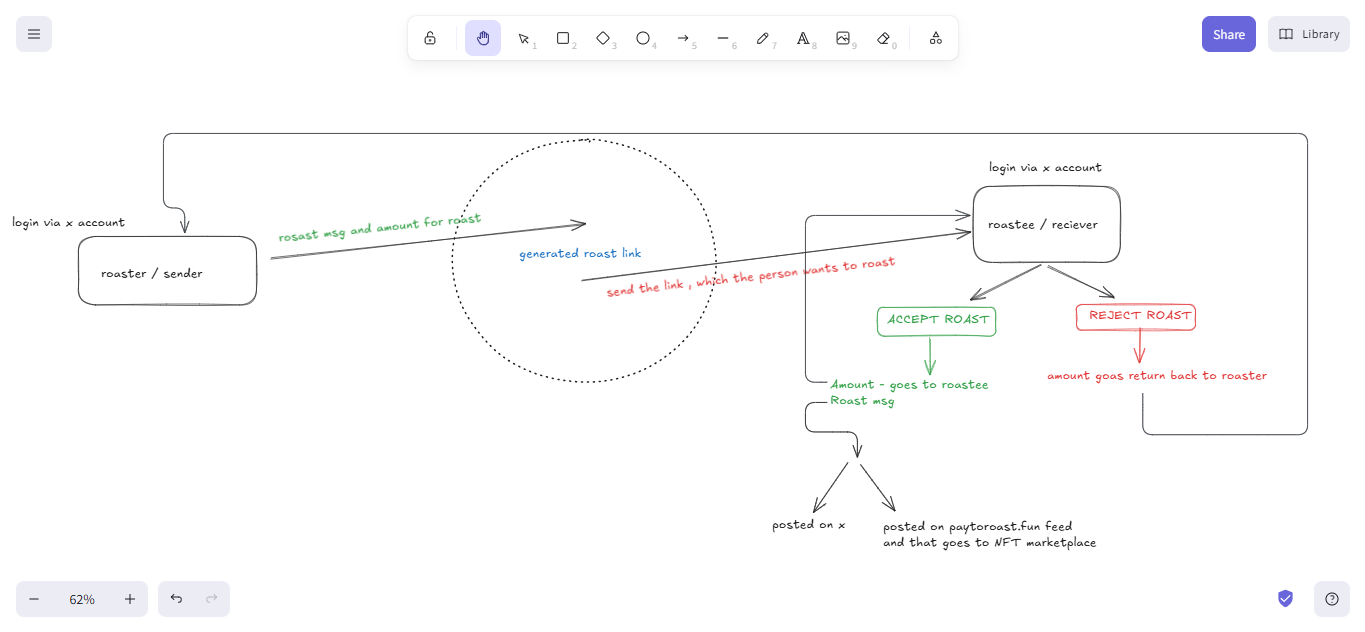 1
2
3
4
5
6
7
A
8
9
0
Share
Library
login via x account
login via x account
rosast msg and amount for roast
roastee / reciever
generated roast link
roaster / sender
send the link , which the person wants to roast
ACCEPT ROAST
REJECT ROAST
Amount - goes to roastee
Roast msg
amount goas return back to roaster
posted on x
posted on paytoroast.fun feed
and that goes to NFT marketplace
62%